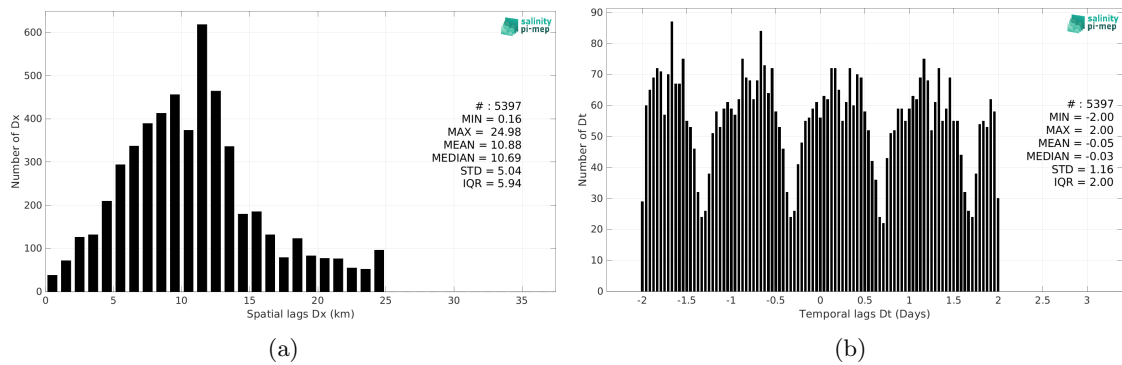 600
500
400
300
200
100
0
Number of Dx
0 5 10 15 20 25 30 35
Spatial lags Dx (km)
salinity
pi-mep
# : 5397
MIN = 0.16
MAX = 24.98
MEAN = 10.88
MEDIAN = 10.69
STD = 5.04
IQR = 5.94
(a)
90
80
70
60
50
40
30
20
10
0
Number of Dt
-2 -1.5 -1 -0.5 0 0.5 1 1.5 2 2.5 3
Temporal lags Dt (Days)
salinity
pi-mep
# : 5397
MIN = -2.00
MAX = 2.00
MEAN = -0.05
MEDIAN = -0.03
STD = 1.16
IQR = 2.00
(b)